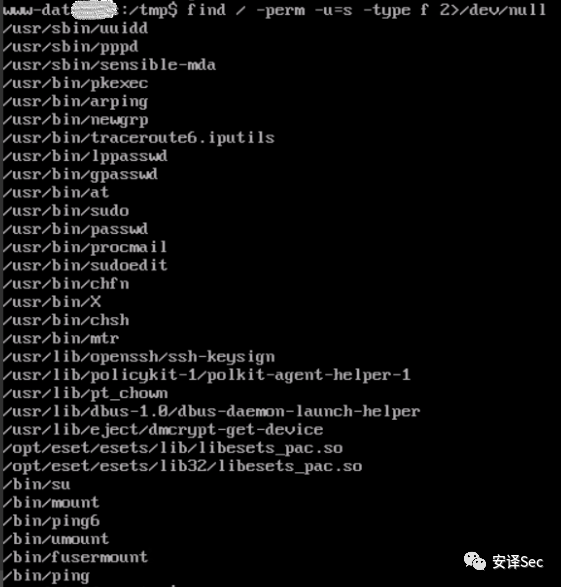 www-dat :/tmp$ find / -perm -u=s -type f 2>/dev/null
/usr/sbin/uuidd
/usr/sbin/pppd
/usr/sbin/sensible-mda
/usr/bin/pkexec
/usr/bin/arping
/usr/bin/newgrp
/usr/bin/traceroute6.iputils
/usr/bin/lppasswd
/usr/bin/gpasswd
/usr/bin/at
/usr/bin/sudo
/usr/bin/passwd
/usr/bin/procmail
/usr/bin/sudoedit
/usr/bin/chfn
/usr/bin/X
/usr/bin/chsh
/usr/bin/mtr
/usr/lib/openssh/ssh-keysign
/usr/lib/policykit-1/polkit-agent-helper-1
/usr/lib/pt_chown
/usr/lib/dbus-1.0/dbus-daemon-launch-helper
/usr/lib/eject/dmcrypt-get-device
/opt/eset/esets/lib/libesets_pac.so
/opt/eset/esets/lib32/libesets_pac.so
/bin/su
/bin/mount
/bin/ping6
/bin/umount
/bin/fusermount
/bin/ping
安译Sec